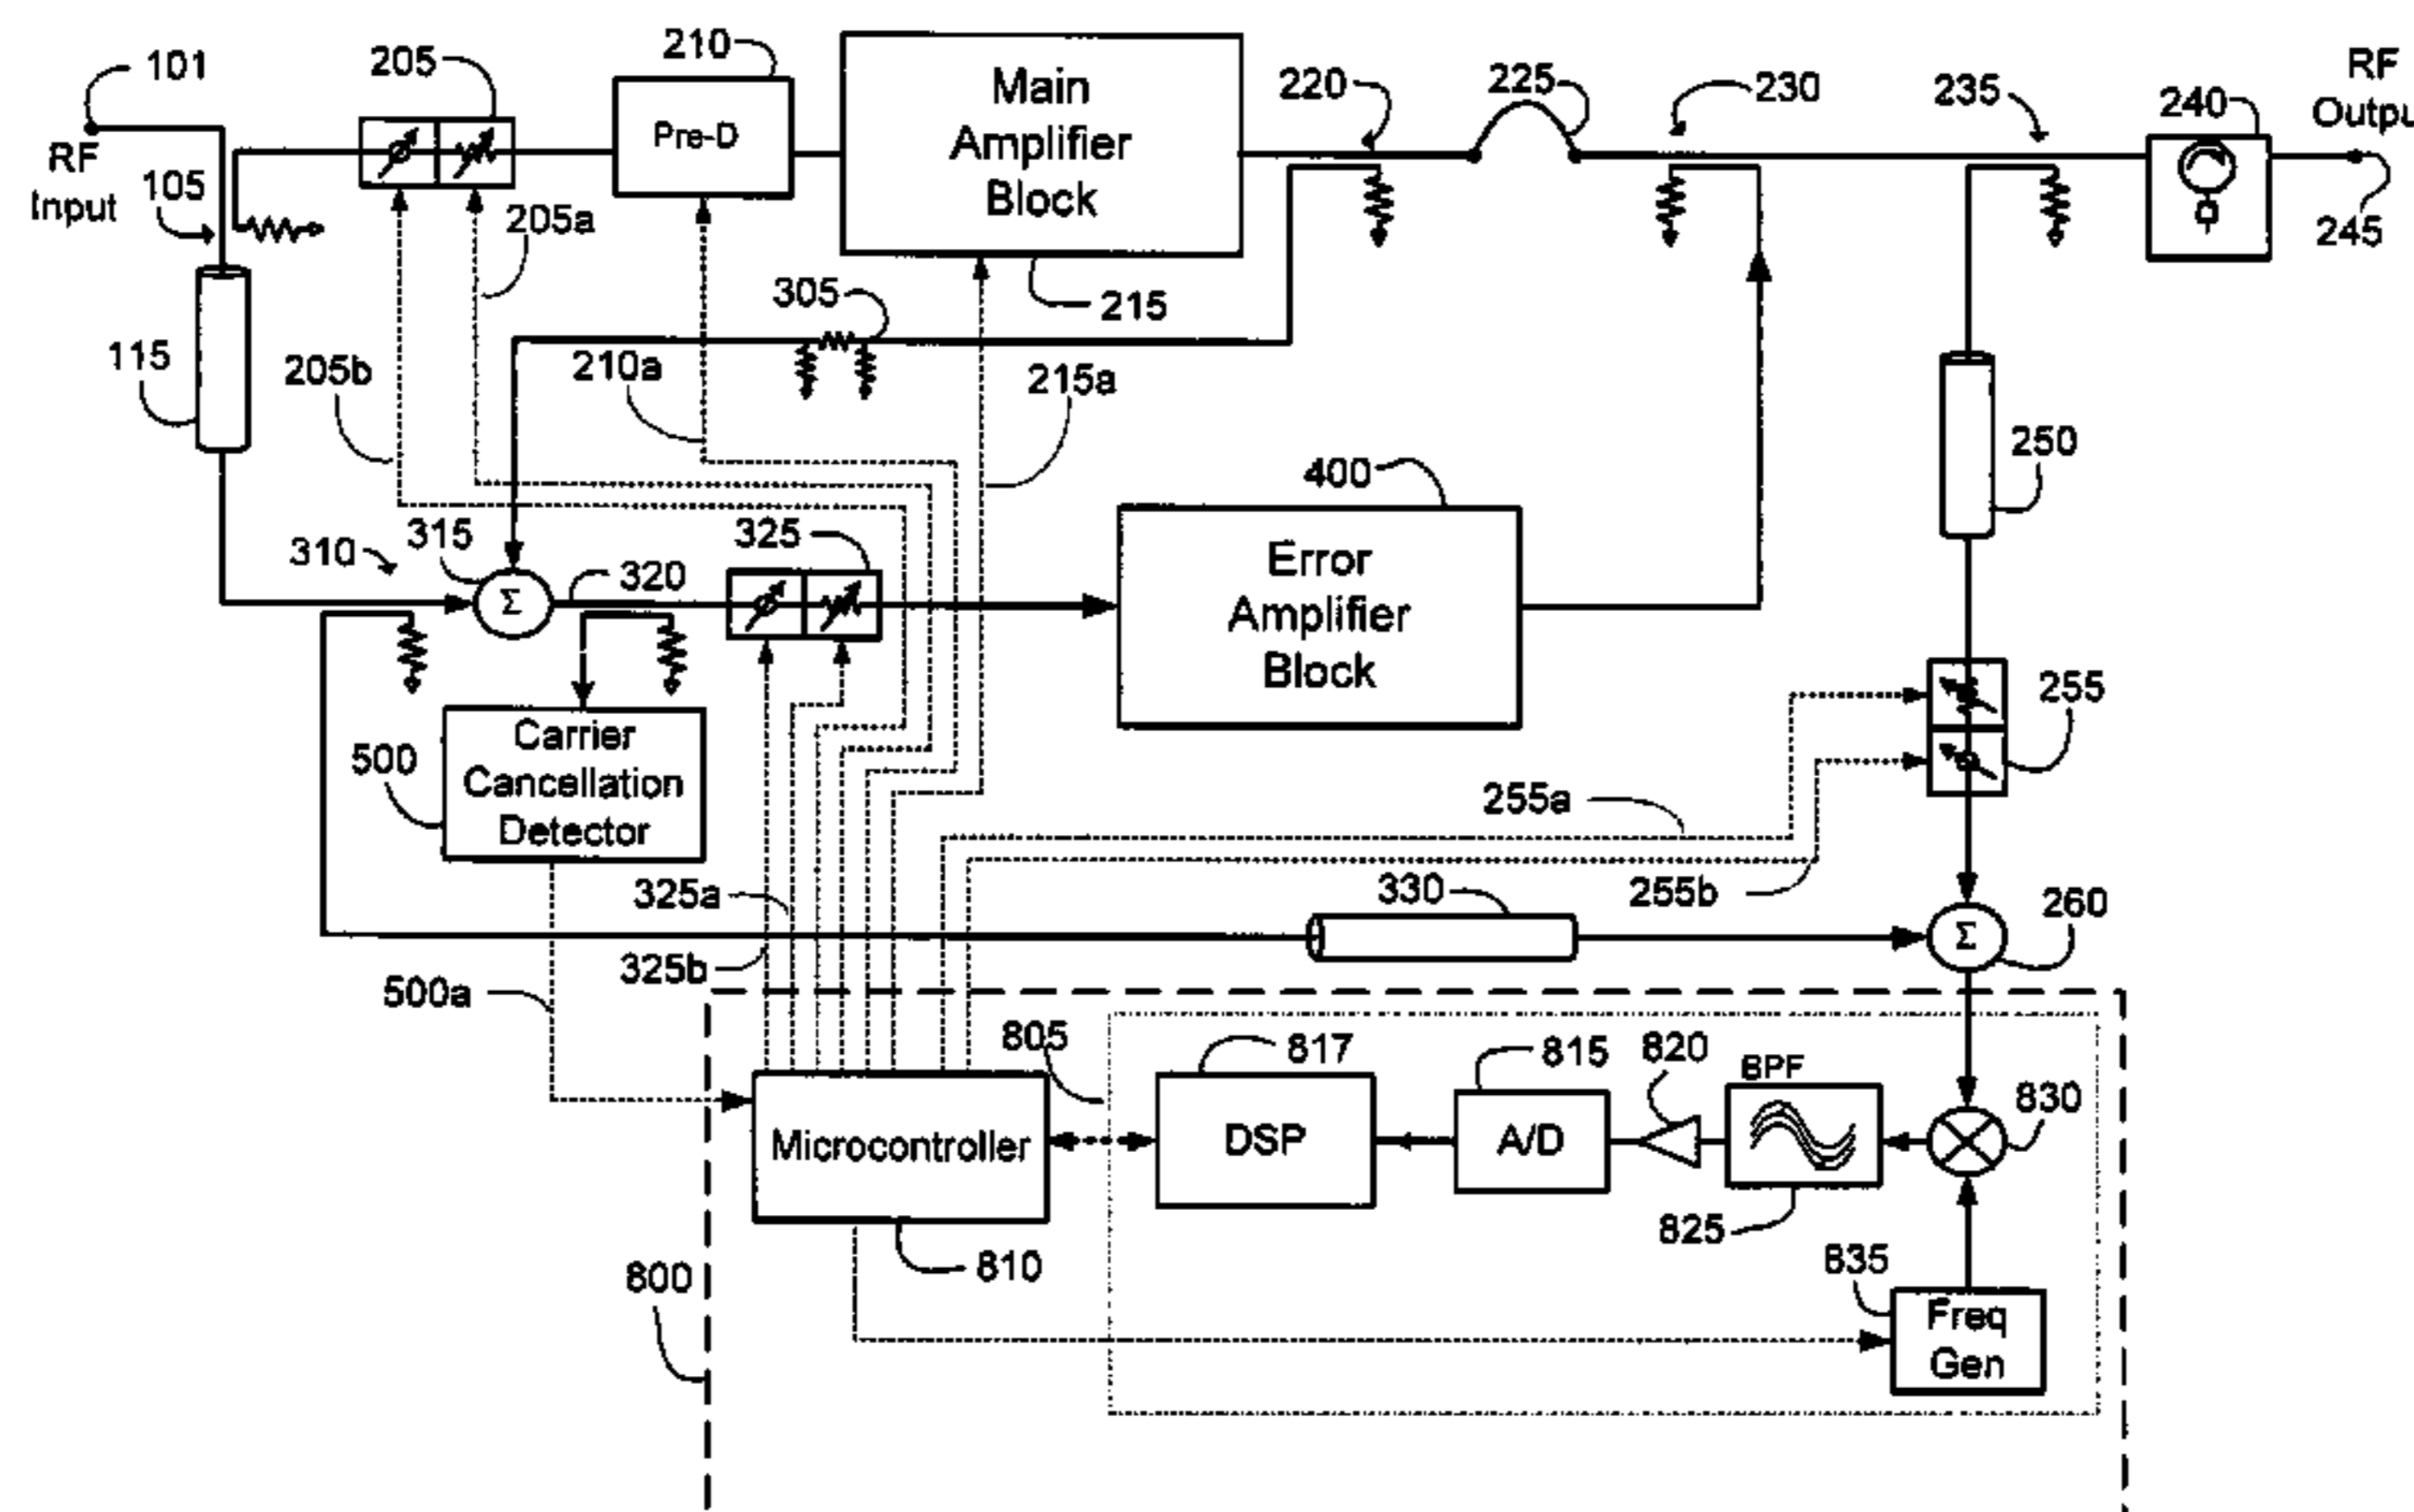 101
RF
Input
105
115
205
205a
205b
210
Pre-D
210a
Main
Amplifier
Block
215
215a
220
225
230
235
240
RF
Outpu
245
305
310
315
Σ
320
325
400
Error
Amplifier
Block
250
255
255a
255b
Carrier
Cancellation
Detector
500
500a
325a
325b
330
Σ
260
805
817
DSP
815
A/D
820
BPF
825
830
835
Freq
Gen
Microcontroller
810
800